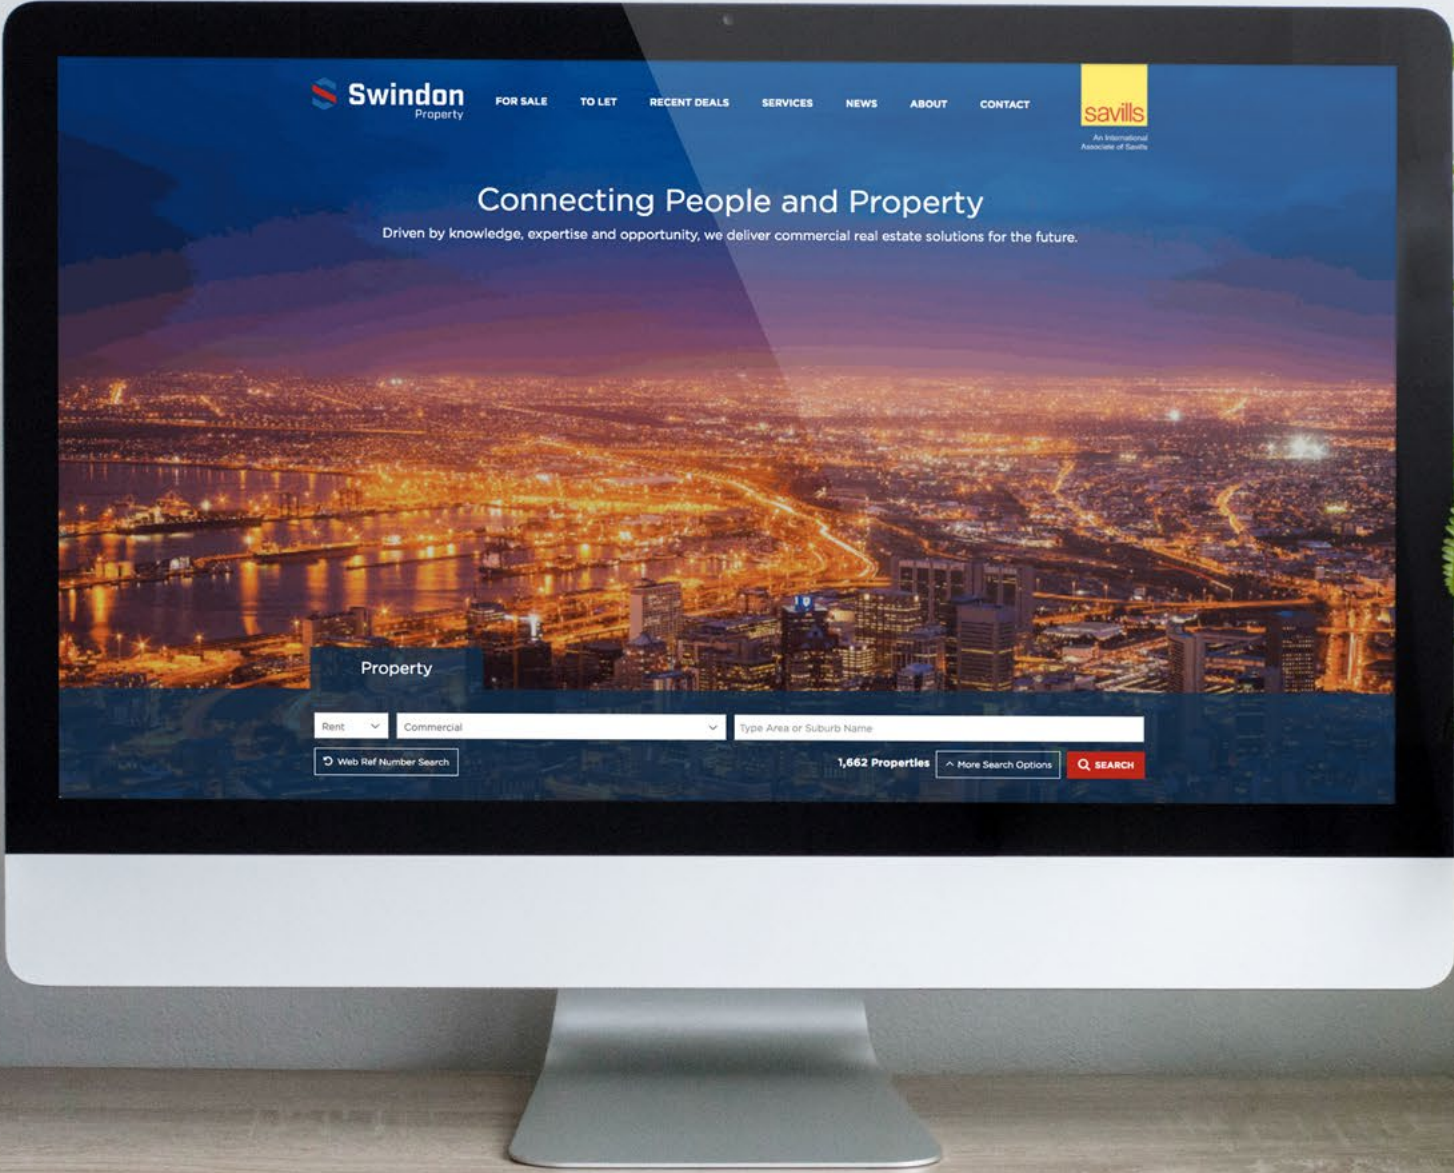 Swindon
Property
FOR SALE
TO LET
RECENT DEALS
SERVICES
NEWS
ABOUT
CONTACT
savills
An International
Associate of Savills
Connecting People and Property
Driven by knowledge, expertise and opportunity, we deliver commercial real estate solutions for the future.
Property
Rent
Commercial
Type Area or Suburb Name
Web Ref Number Search
1,662 Properties
More Search Options
SEARCH